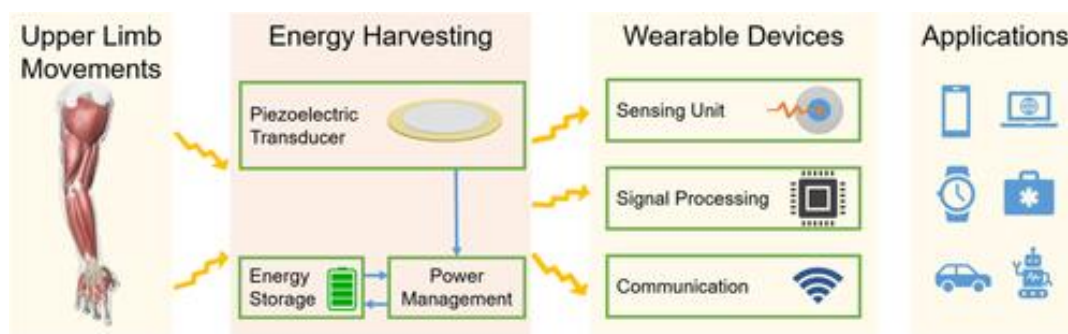 Upper Limb
Movements
Energy Harvesting
Piezoelectric
Transducer
Energy
Storage
Power
Management
Wearable Devices
Sensing Unit
Signal Processing
Communication
Applications